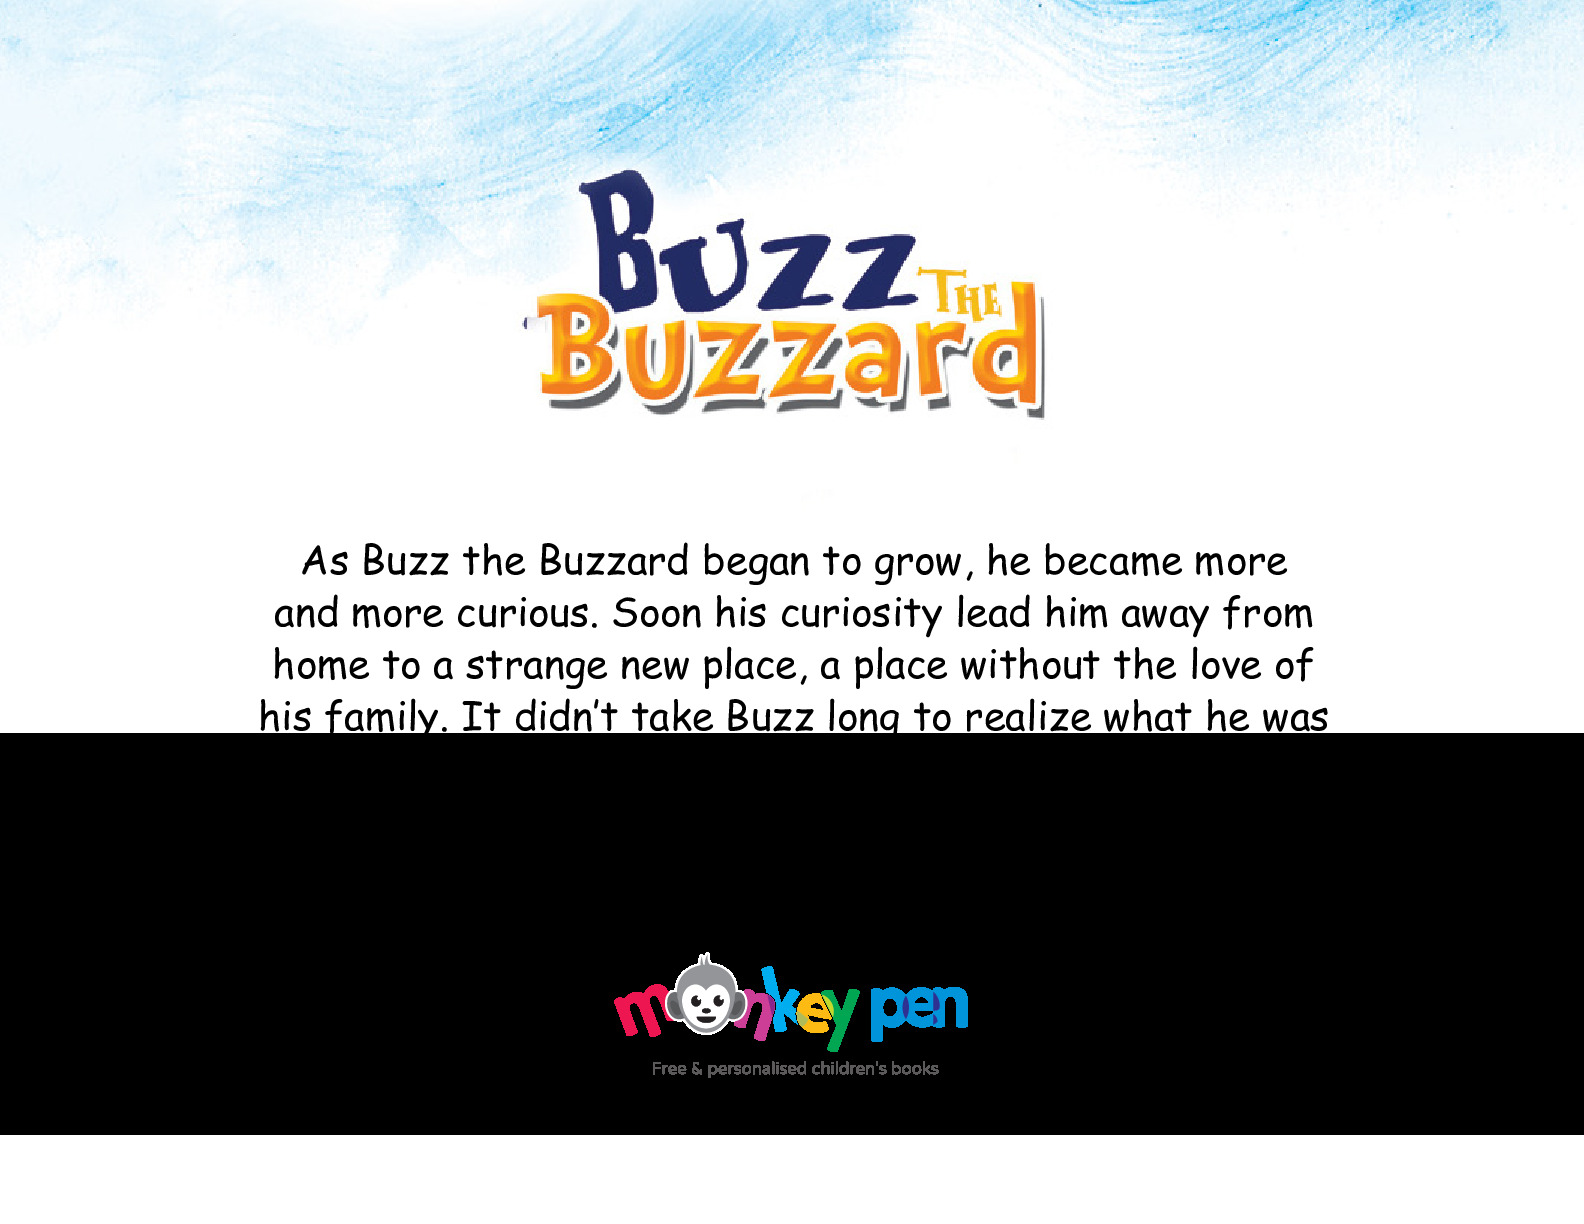 Buzz THE
Buzzard
As Buzz the Buzzard began to grow, he became more
and more curious. Soon his curiosity lead him away from
home to a strange new place, a place without the love of
his family. It didn’t take Buzz long to realize what he was
monkey pen
Free & personalised children's books